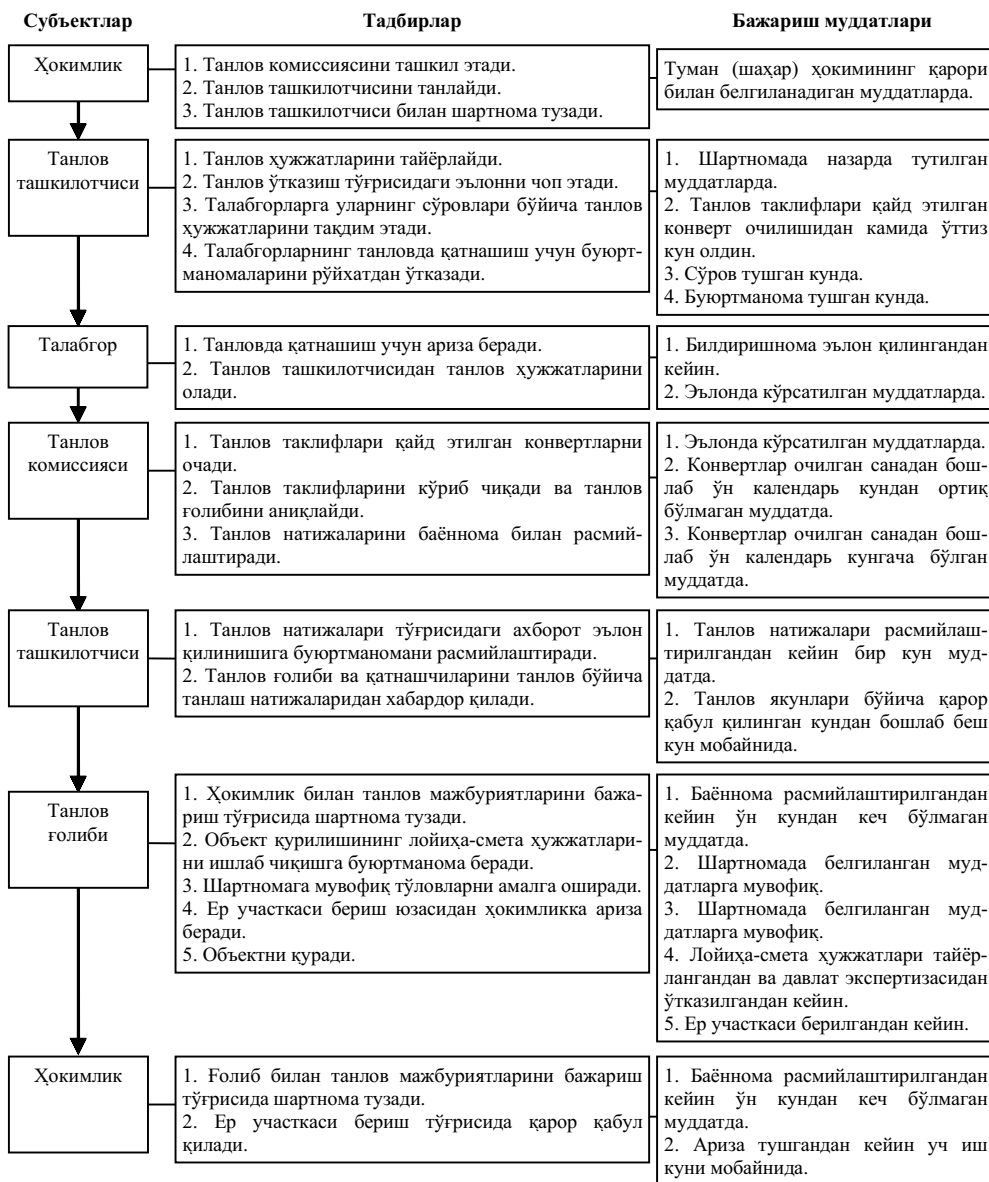 Субъектлар
Тадбирлар
Бажариш муддатлари
Ҳокимлик
1. Танлов комиссиясини ташкил этади.
2. Танлов ташкилотчисини танлайди.
3. Танлов ташкилотчиси билан шартнома тузади.
Туман (шаҳар) ҳокимининг қарори
билан белгиланадиган муддатларда.
Танлов
ташкилотчиси
1. Танлов ҳужжатларини тайёрлайди.
2. Танлов ўтказиш тўғрисидаги эълонни чоп этади.
3. Талабгорларга уларнинг сўровлари бўйича танлов
ҳужжатларини тақдим этади.
4. Талабгорларнинг танловда қатнашиш учун буюрт-
маномаларини рўйхатдан ўтказади.
1. Шартномада назарда тутилган
муддатларда.
2. Танлов таклифлари қайд этилган
конверт очилишидан камида ўттиз
кун олдин.
3. Сўров тушган кунда.
4. Буюртманома тушган кунда.
Талабгор
1. Танловда қатнашиш учун ариза беради.
2. Танлов ташкилотчисидан танлов ҳужжатларини
олади.
1. Билдиришнома эълон қилингандан
кейин.
2. Эълонда кўрсатилган муддатларда.
Танлов
комиссияси
1. Танлов таклифлари қайд этилган конвертларни
очади.
2. Танлов таклифларини кўриб чиқади ва танлов
ғолибини аниқлайди.
3. Танлов натижаларини баённома билан расмий-
лаштиради.
1. Эълонда кўрсатилган муддатларда.
2. Конвертлар очилган санадан бош-
лаб ўн календарь кундан ортиқ
бўлмаган муддатда.
3. Конвертлар очилган санадан бош-
лаб ўн календарь кунгача бўлган
муддатда.
Танлов
ташкилотчиси
1. Танлов натижалари тўғрисидаги ахборот эълон
қилинишига буюртманомани расмийлаштиради.
2. Танлов ғолиби ва қатнашчиларини танлов бўйича
танлаш натижаларидан хабардор қилади.
1. Танлов натижалари расмийлаш-
тирилгандан кейин бир кун муд-
датда.
2. Танлов якунлари бўйича қарор
қабул қилинган кундан бошлаб беш
кун мобайнида.
Танлов
ғолиби
1. Ҳокимлик билан танлов мажбуриятларини бажа-
риш тўғрисида шартнома тузади.
2. Объект қурилишининг лойиҳа-смета ҳужжатлари-
ни ишлаб чиқишга буюртманома беради.
3. Шартномага мувофиқ тўловларни амалга оширади.
4. Ер участкаси бериш юзасидан ҳокимликка ариза
беради.
5. Объектни қуради.
1. Баённома расмийлаштирилгандан
кейин ўн кундан кеч бўлмаган
муддатда.
2. Шартномада белгиланган муд-
датларга мувофиқ.
3. Шартномада белгиланган муд-
датларга мувофиқ.
4. Лойиҳа-смета ҳужжатлари тайёр-
лангандан ва давлат экспертизасидан
ўтказилгандан кейин.
5. Ер участкаси берилгандан кейин.
Ҳокимлик
1. Ғолиб билан танлов мажбуриятларини бажариш
тўғрисида шартнома тузади.
2. Ер участкаси бериш тўғрисида қарор қабул
қилади.
1. Баённома расмийлаштирилгандан
кейин ўн кундан кеч бўлмаган
муддатда.
2. Ариза тушгандан кейин уч иш
куни мобайнида.